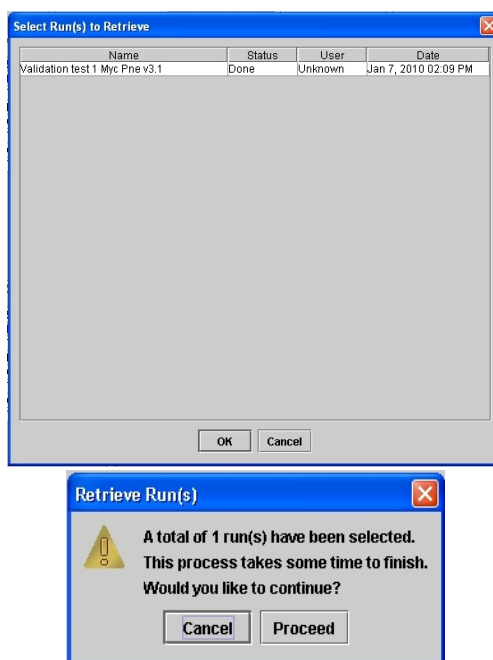 Select Run(s) to Retrieve
Name Status User Date
Validation test 1 Myc Pne v3.1 Done Unknown Jan 7, 2010 02:09 PM
OK Cancel
Retrieve Run(s)
A total of 1 run(s) have been selected.
This process takes some time to finish.
Would you like to continue?
Cancel Proceed